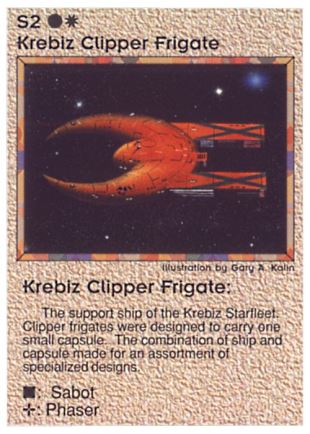 S2
Krebiz Clipper Frigate
Illustration by Gary A. Kalin
Krebiz Clipper Frigate:
The support ship of the Krebiz Starfleet.
Clipper frigates were designed to carry one
small capsule. The combination of ship and
capsule made for an assortment of
specialized designs.
■: Sabot
✢: Phaser